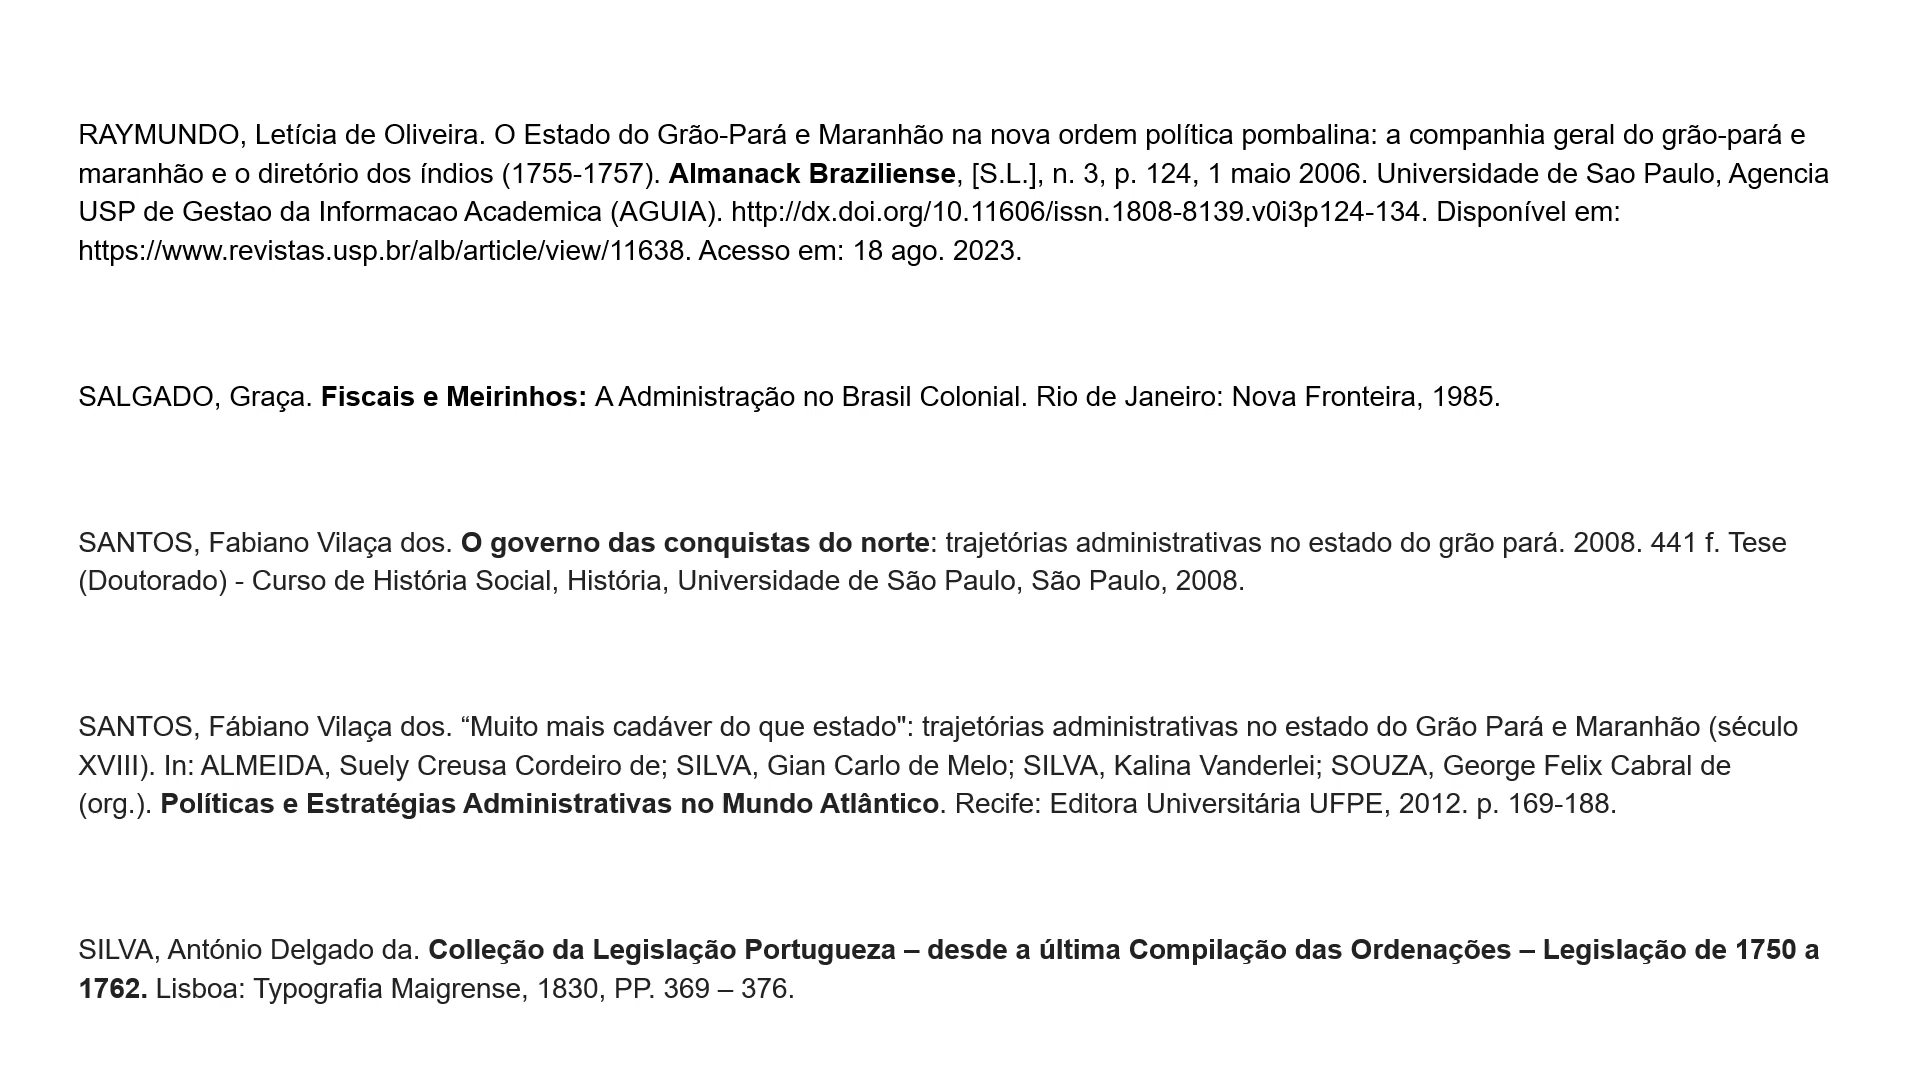 RAYMUNDO, Letícia de Oliveira. O Estado do Grão-Pará e Maranhão na nova ordem política pombalina: a companhia geral do grão-pará e
maranhão e o diretório dos índios (1755-1757). Almanack Braziliense, [S.L.], n. 3, p. 124, 1 maio 2006. Universidade de Sao Paulo, Agencia
USP de Gestao da Informacao Academica (AGUIA). http://dx.doi.org/10.11606/issn.1808-8139.v0i3p124-134. Disponível em:
https://www.revistas.usp.br/alb/article/view/11638. Acesso em: 18 ago. 2023.
SALGADO, Graça. Fiscais e Meirinhos: A Administração no Brasil Colonial. Rio de Janeiro: Nova Fronteira, 1985.
SANTOS, Fabiano Vilaça dos. O governo das conquistas do norte: trajetórias administrativas no estado do grão pará. 2008. 441 f. Tese
(Doutorado) - Curso de História Social, História, Universidade de São Paulo, São Paulo, 2008.
SANTOS, Fábiano Vilaça dos. “Muito mais cadáver do que estado": trajetórias administrativas no estado do Grão Pará e Maranhão (século
XVIII). In: ALMEIDA, Suely Creusa Cordeiro de; SILVA, Gian Carlo de Melo; SILVA, Kalina Vanderlei; SOUZA, George Felix Cabral de
(org.). Políticas e Estratégias Administrativas no Mundo Atlântico. Recife: Editora Universitária UFPE, 2012. p. 169-188.
SILVA, António Delgado da. Colleção da Legislação Portugueza – desde a última Compilação das Ordenações – Legislação de 1750 a
1762. Lisboa: Typografia Maigrense, 1830, PP. 369 – 376.